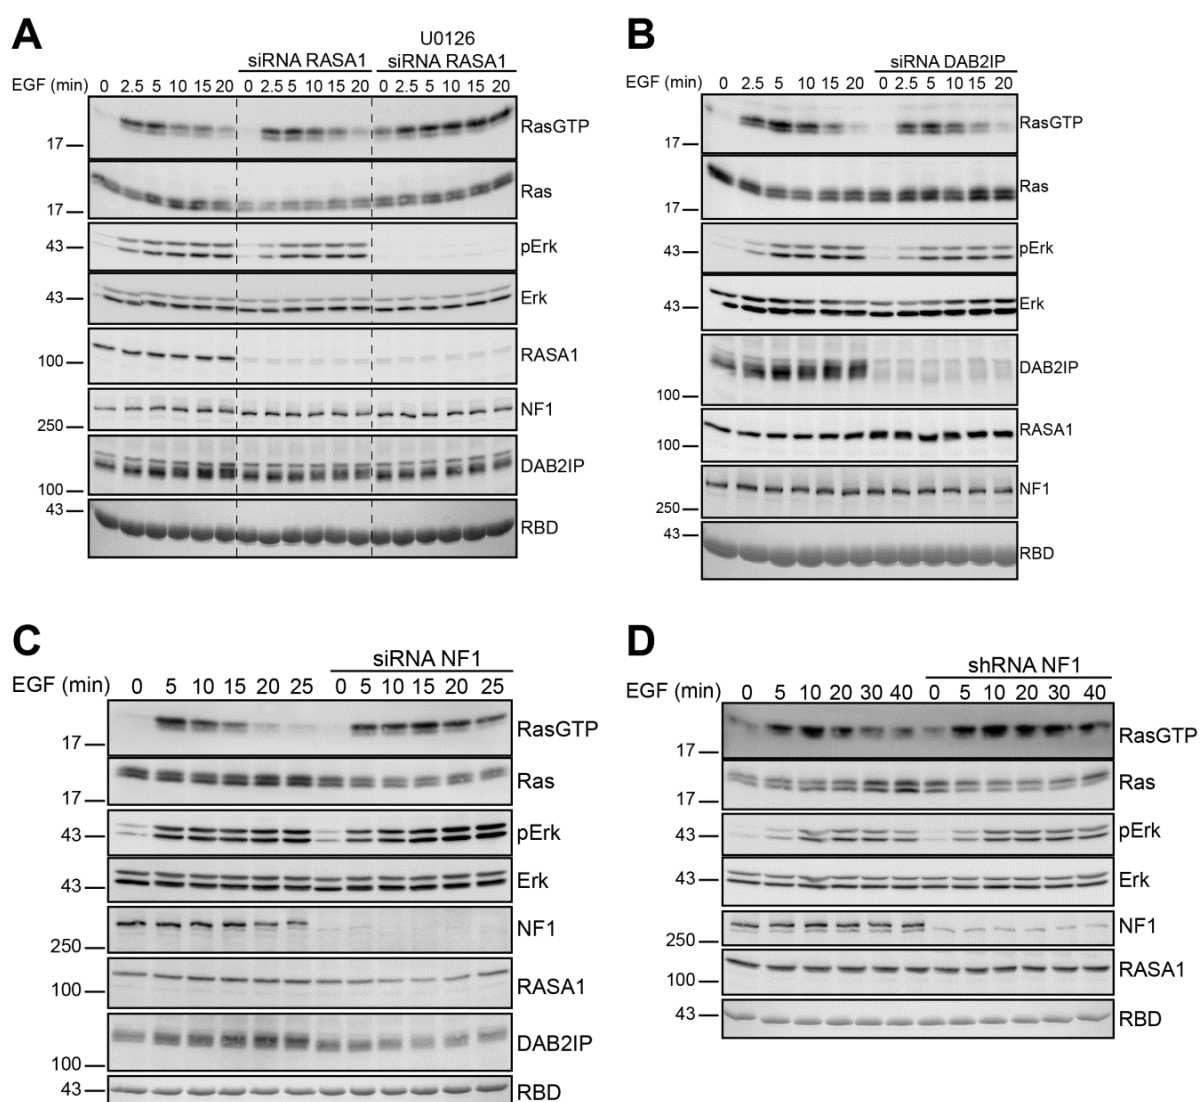 A
U0126
siRNA RASA1 siRNA RASA1
EGF (min) 0 2.5 5 10 15 20 0 2.5 5 10 15 20 0 2.5 5 10 15 20
17 RasGTP
17 Ras
43 pErk
43 Erk
100 RASA1
250 NF1
100 DAB2IP
43 RBD
B
siRNA DAB2IP
0 2.5 5 10 15 20 0 2.5 5 10 15 20
EGF (min)
17 RasGTP
17 Ras
43 pErk
43 Erk
100 DAB2IP
100 RASA1
250 NF1
43 RBD
C
siRNA NF1
EGF (min) 0 5 10 15 20 25 0 5 10 15 20 25
17 RasGTP
17 Ras
43 pErk
43 Erk
250 NF1
100 RASA1
100 DAB2IP
43 RBD
D
shRNA NF1
EGF (min) 0 5 10 20 30 40 0 5 10 20 30 40
17 RasGTP
17 Ras
43 pErk
43 Erk
250 NF1
100 RASA1
43 RBD